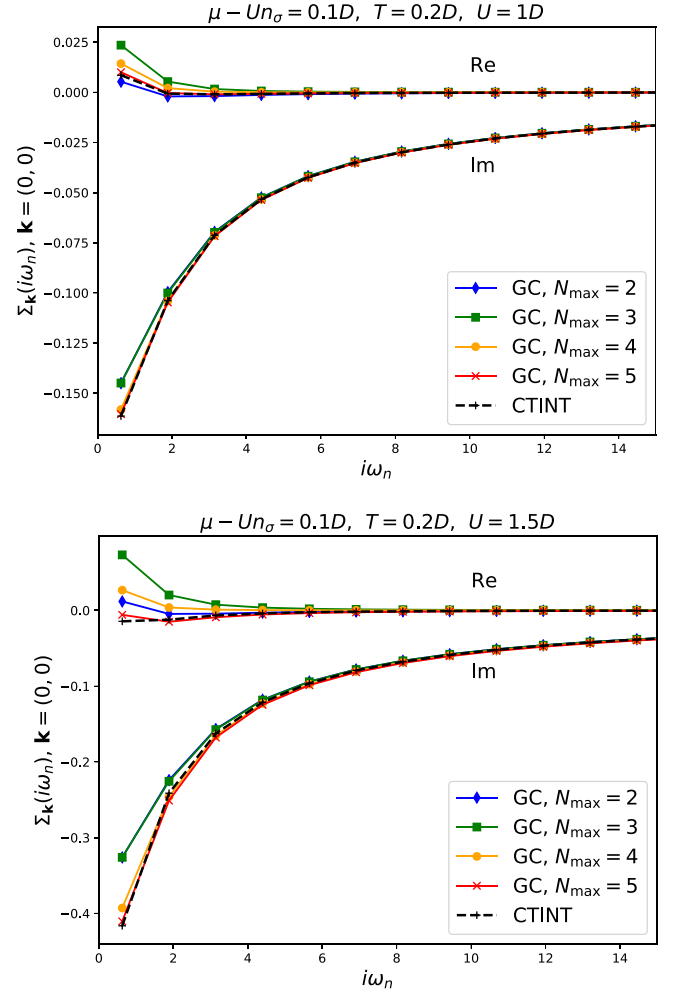 μ − Unσ = 0.1D, T = 0.2D, U = 1D
0.025
0.000
−0.025
−0.050
−0.075
−0.100
−0.125
−0.150
Σk(iωn), k = (0, 0)
Re
Im
GC, Nmax = 2
GC, Nmax = 3
GC, Nmax = 4
GC, Nmax = 5
CTINT
0 2 4 6 8 10 12 14
iωn
μ − Unσ = 0.1D, T = 0.2D, U = 1.5D
0.0
−0.1
−0.2
−0.3
−0.4
Σk(iωn), k = (0, 0)
Re
Im
GC, Nmax = 2
GC, Nmax = 3
GC, Nmax = 4
GC, Nmax = 5
CTINT
0 2 4 6 8 10 12 14
iωn